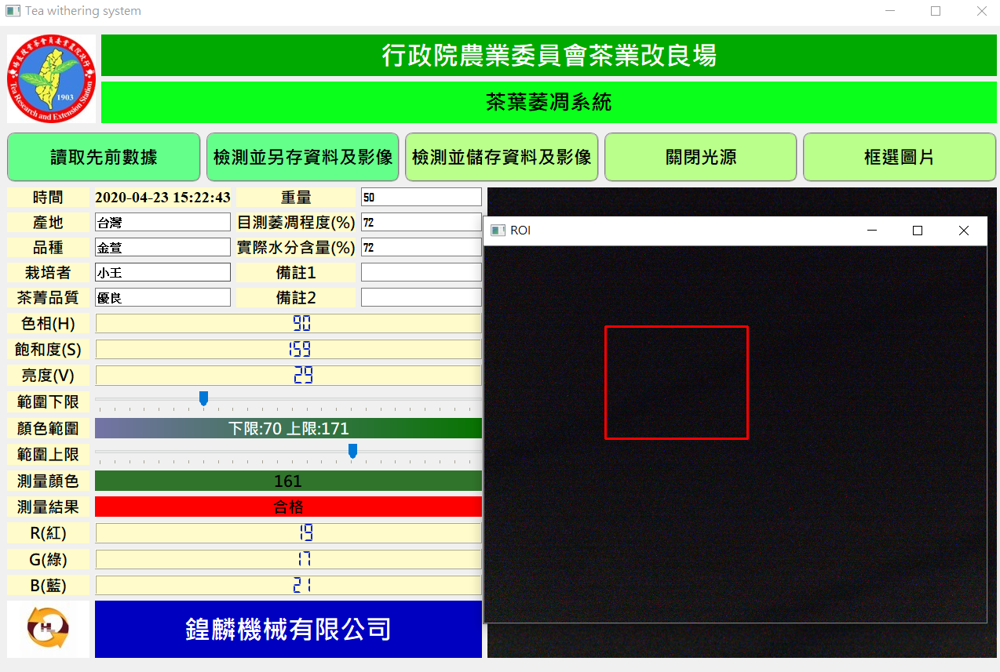 Tea withering system
行政院農業委員會茶業改良場
茶葉萎凋系統
1903
Tea Research and Extension Station
讀取先前數據 檢測並另存資料及影像 檢測並儲存資料及影像 關閉光源 框選圖片
時間 2020-04-23 15:22:43 重量 50
產地 台灣 目測萎凋程度(%) 72
品種 金萱 實際水分含量(%) 72
栽培者 小王 備註1
茶菁品質 優良 備註2
色相(H) 90
飽和度(S) 159
亮度(V) 29
範圍下限
顏色範圍 下限:70 上限:171
範圍上限
測量顏色 161
測量結果 合格
R(紅) 19
G(綠) 17
B(藍) 21
HL
鍠麟機械有限公司
ROI